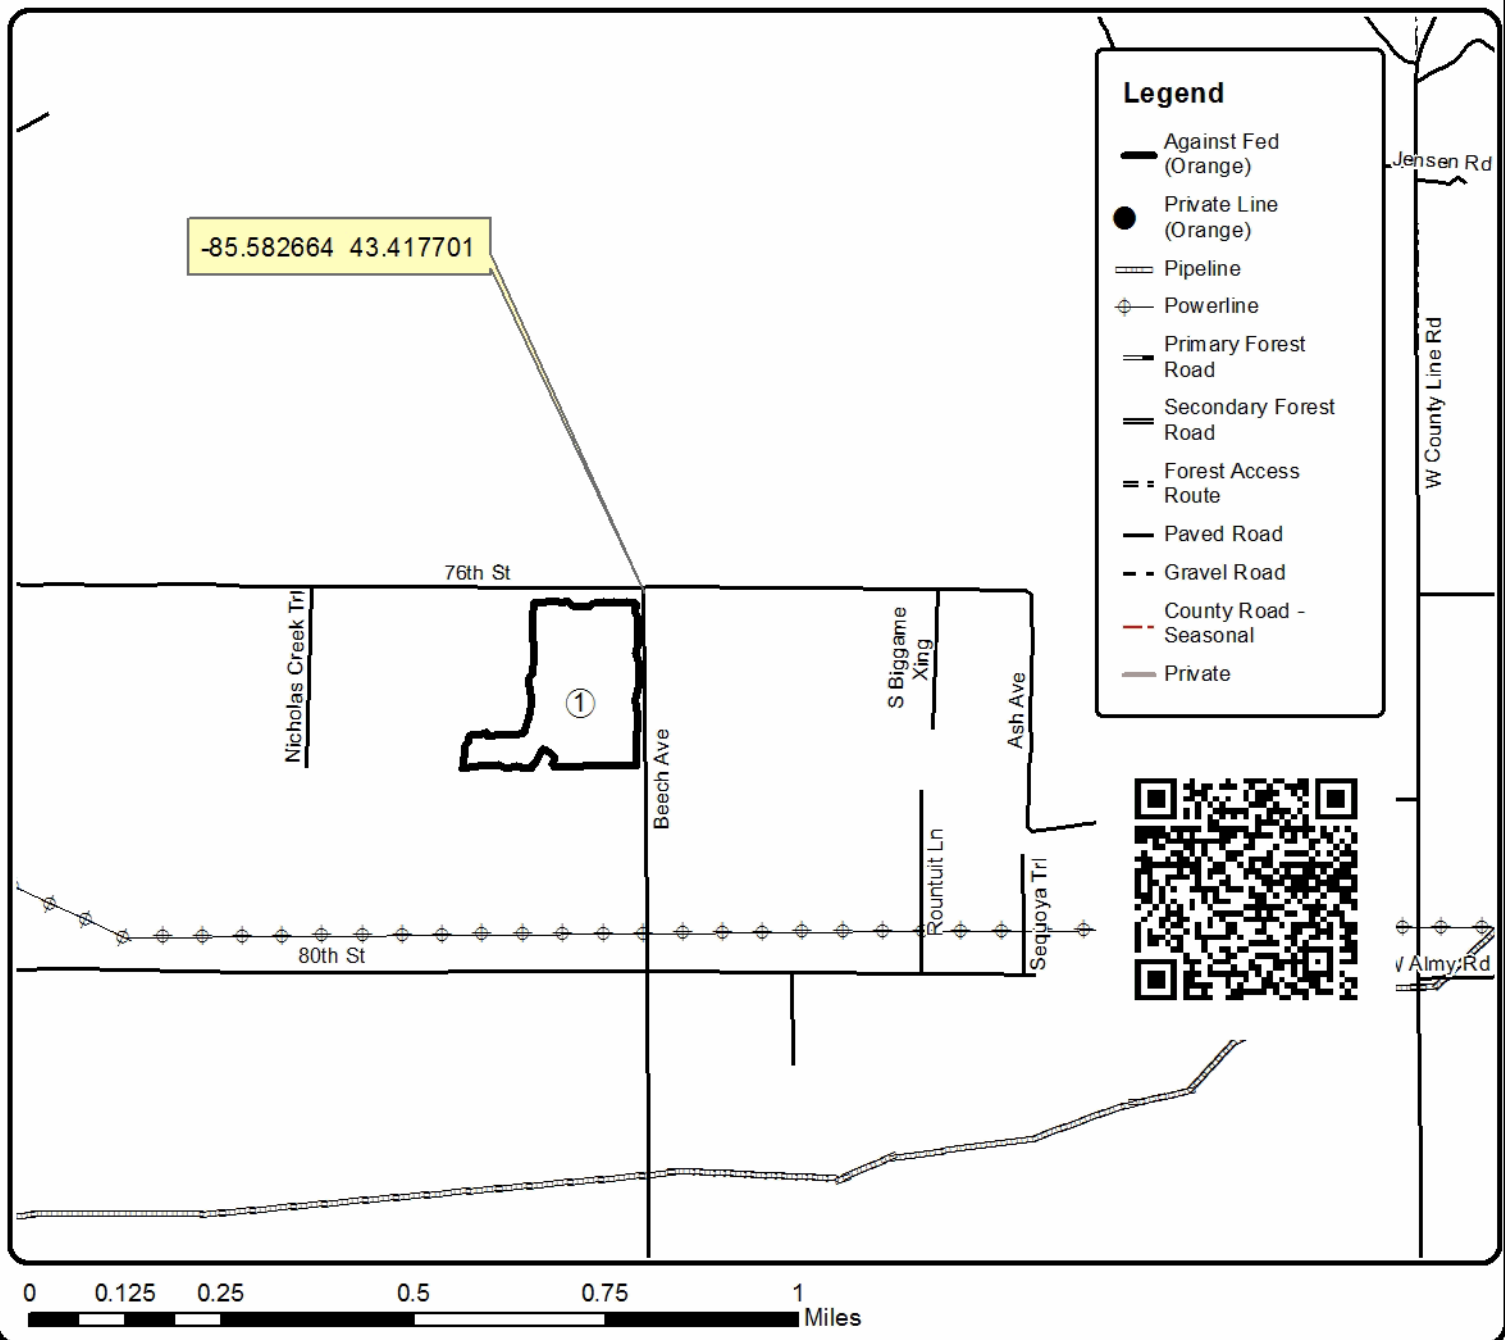 Legend
Against Fed
(Orange)
Private Line
(Orange)
Pipeline
Powerline
Primary Forest
Road
Secondary Forest
Road
Forest Access
Route
Paved Road
Gravel Road
County Road -
Seasonal
Private
Jensen Rd
W County Line Rd
-85.582664 43.417701
76th St
Nicholas Creek Trl
1
Beech Ave
S Biggame
Xing
Ash Ave
Rountuit Ln
Sequoya Trl
80th St
W Almy Rd
0 0.125 0.25 0.5 0.75 1
Miles